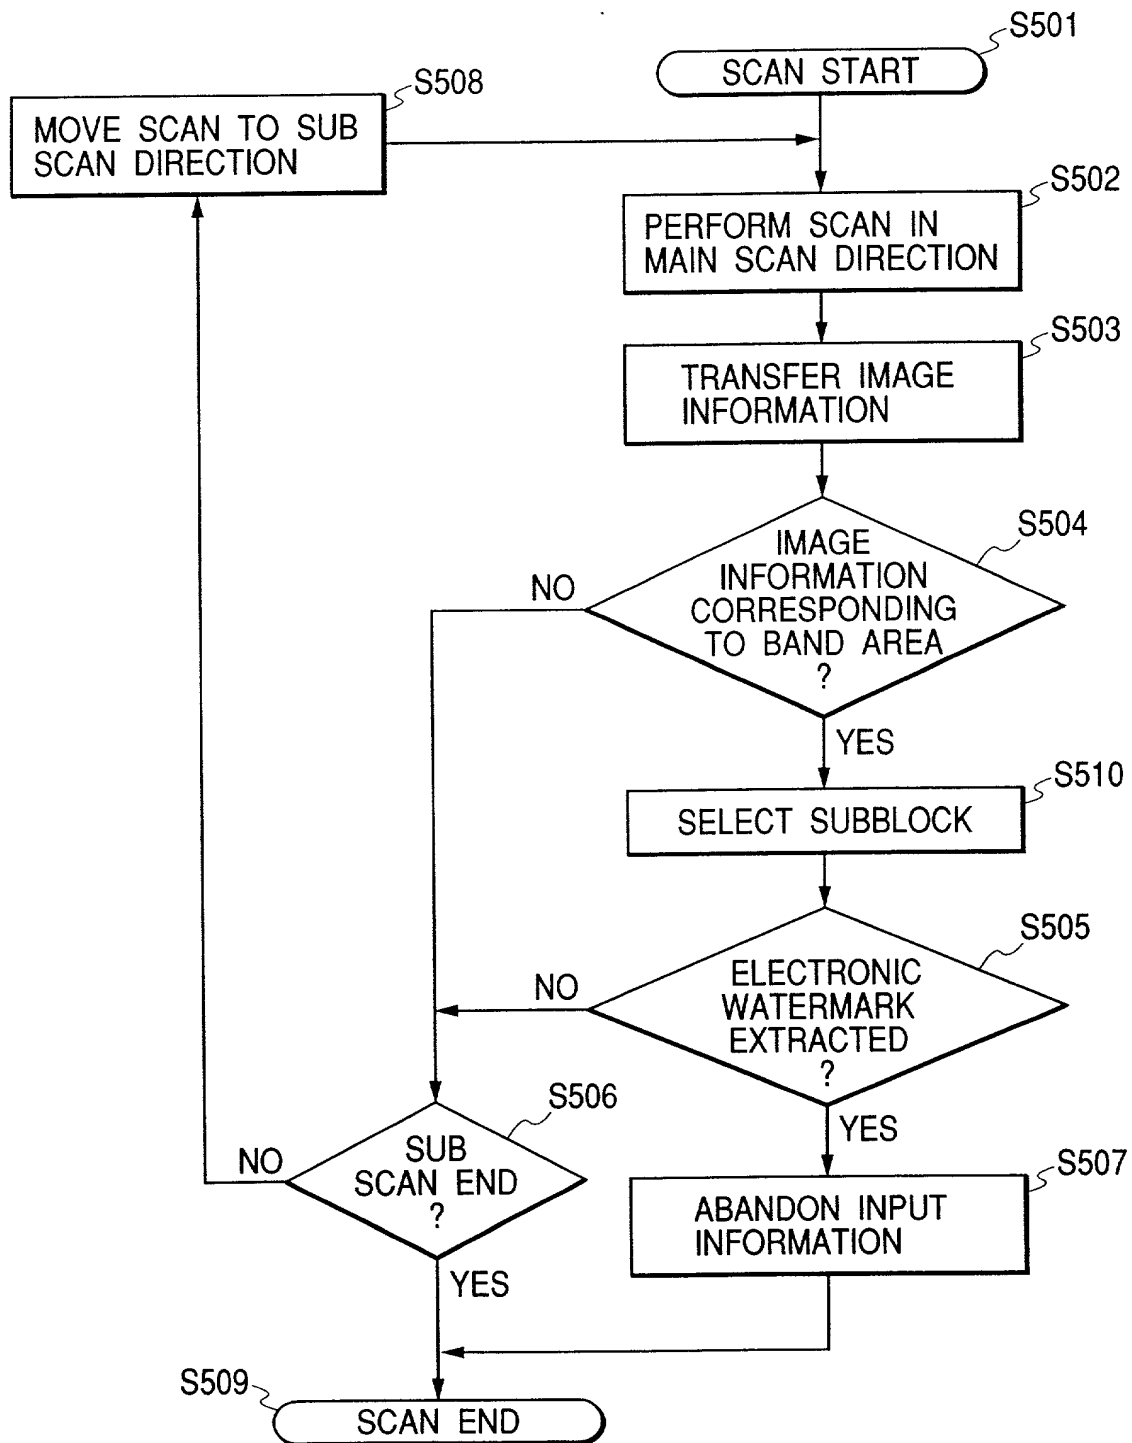 S501
SCAN START
S508
MOVE SCAN TO SUB
SCAN DIRECTION
S502
PERFORM SCAN IN
MAIN SCAN DIRECTION
S503
TRANSFER IMAGE
INFORMATION
S504
IMAGE
INFORMATION
CORRESPONDING
TO BAND AREA
?
NO
YES
S510
SELECT SUBBLOCK
S505
ELECTRONIC
WATERMARK
EXTRACTED
?
NO
YES
S506
SUB
SCAN END
?
NO
YES
S507
ABANDON INPUT
INFORMATION
S509
SCAN END